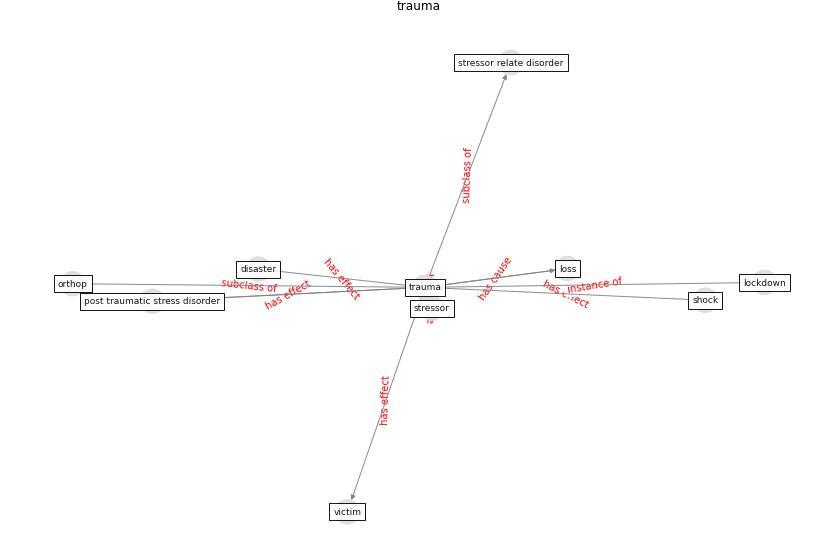 trauma
stressor relate disorder
subclass of
disaster
has effect
has cause
loss
orthop
subclass of
trauma
instance of
lockdown
post traumatic stress disorder
has effect
has effect
shock
stressor
has effect
victim